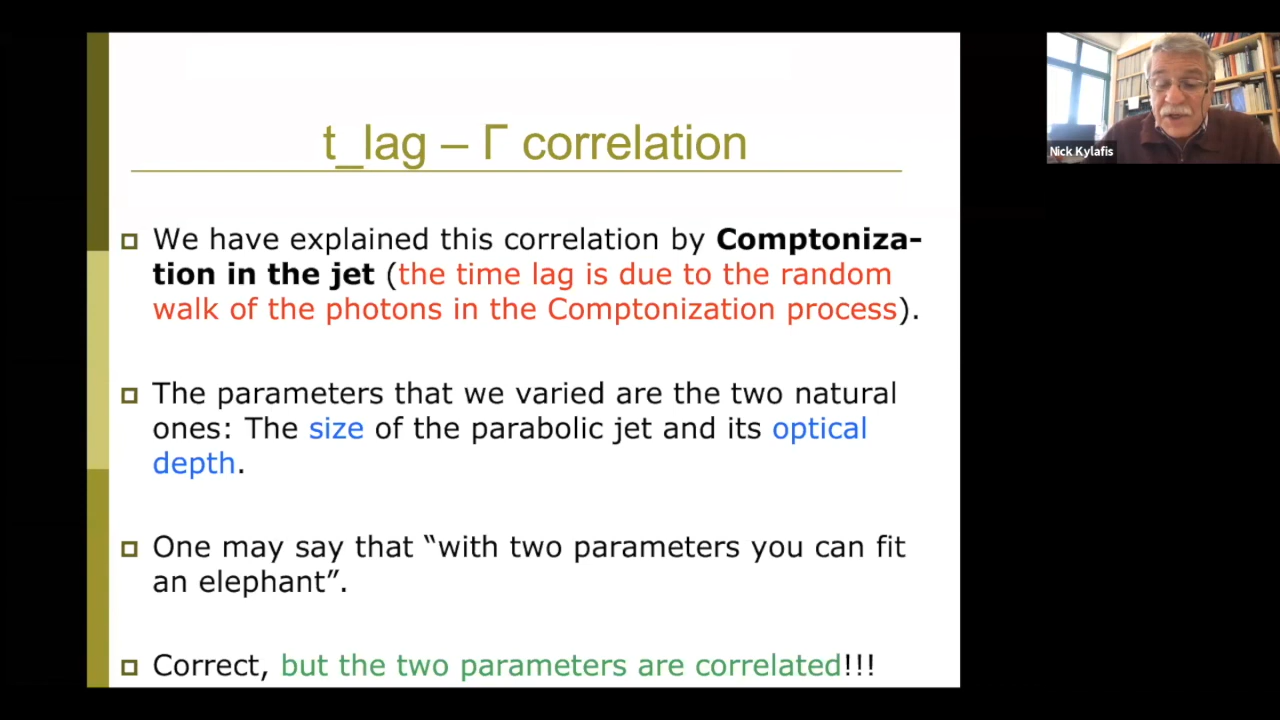 t_lag – Γ correlation
We have explained this correlation by Comptoniza-
tion in the jet (the time lag is due to the random
walk of the photons in the Comptonization process).
The parameters that we varied are the two natural
ones: The size of the parabolic jet and its optical
depth.
One may say that “with two parameters you can fit
an elephant”.
Correct, but the two parameters are correlated!!!
Nick Kylafis